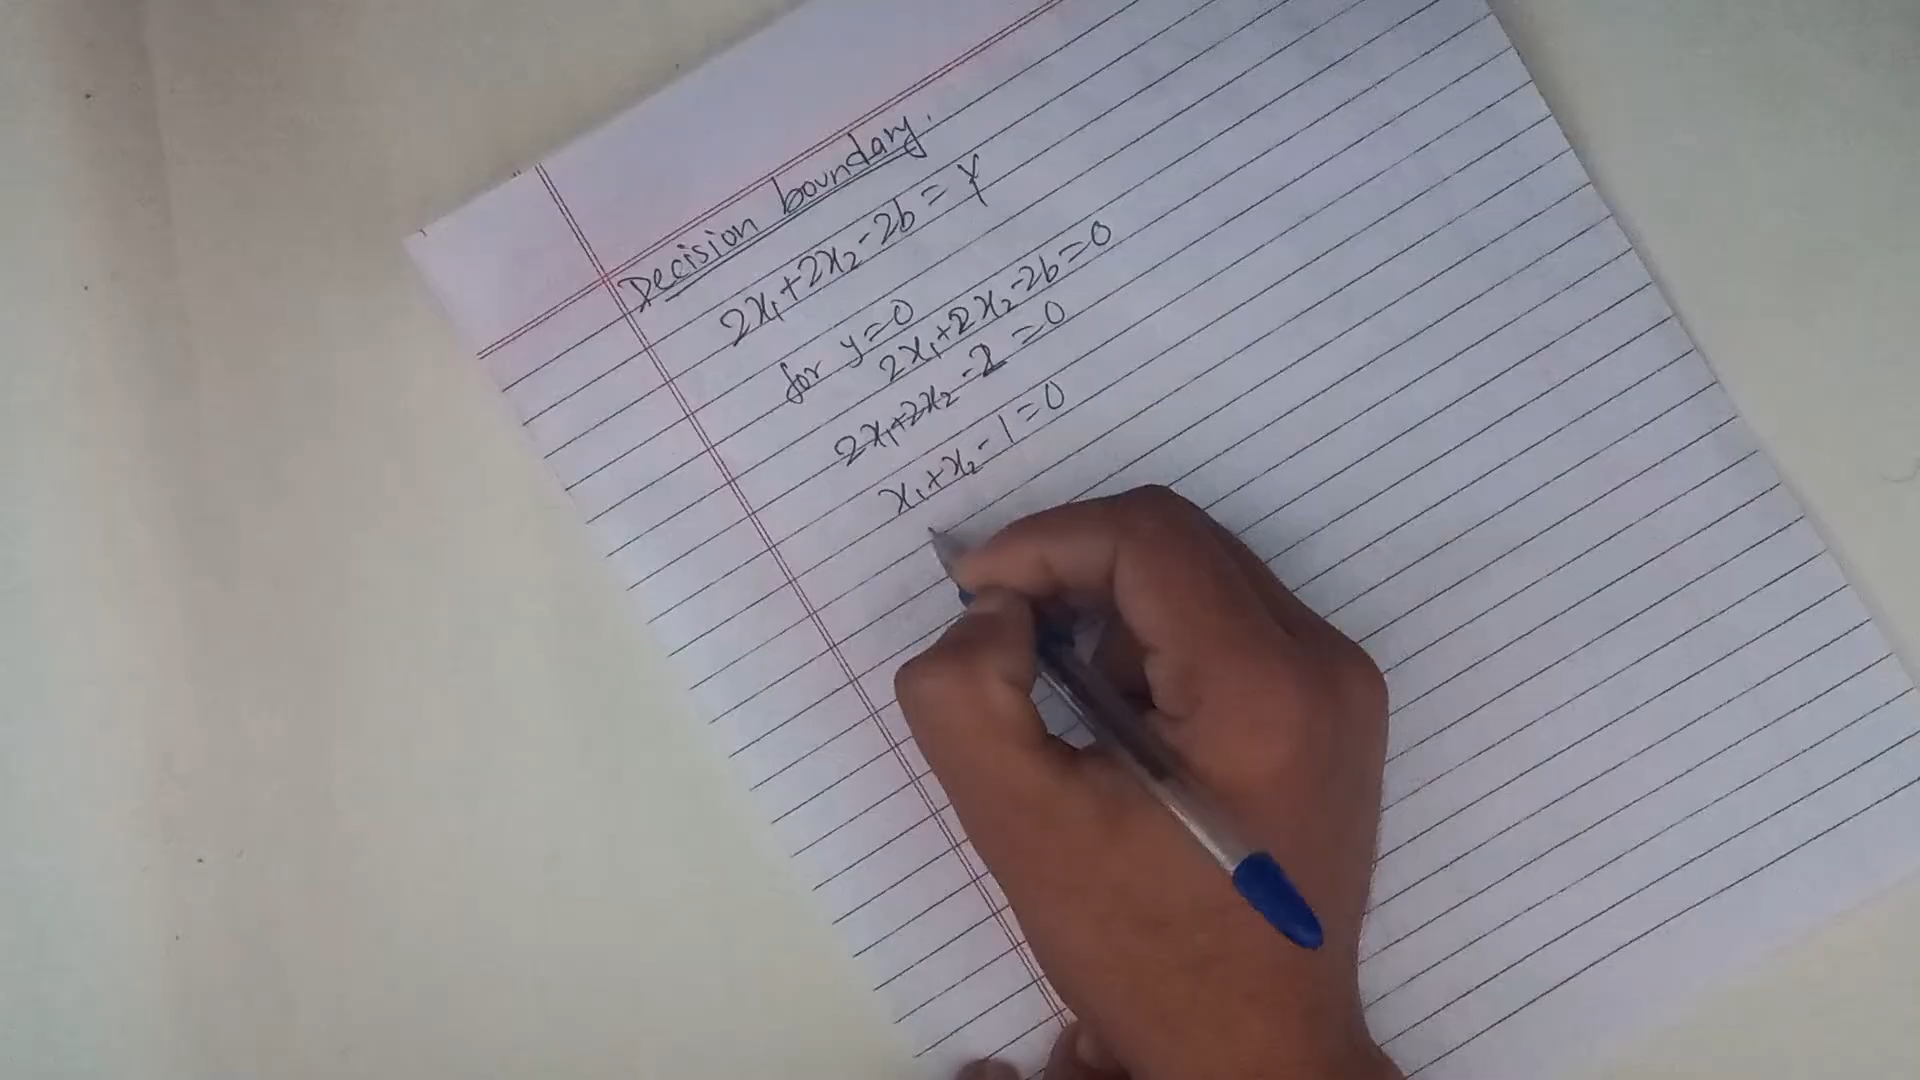 Decision boundary.
2x₁+2x₂-2b=y
for y=0
2x₁+2x₂-2b=0
2x₁+2x₂-2=0
x₁+x₂-1=0